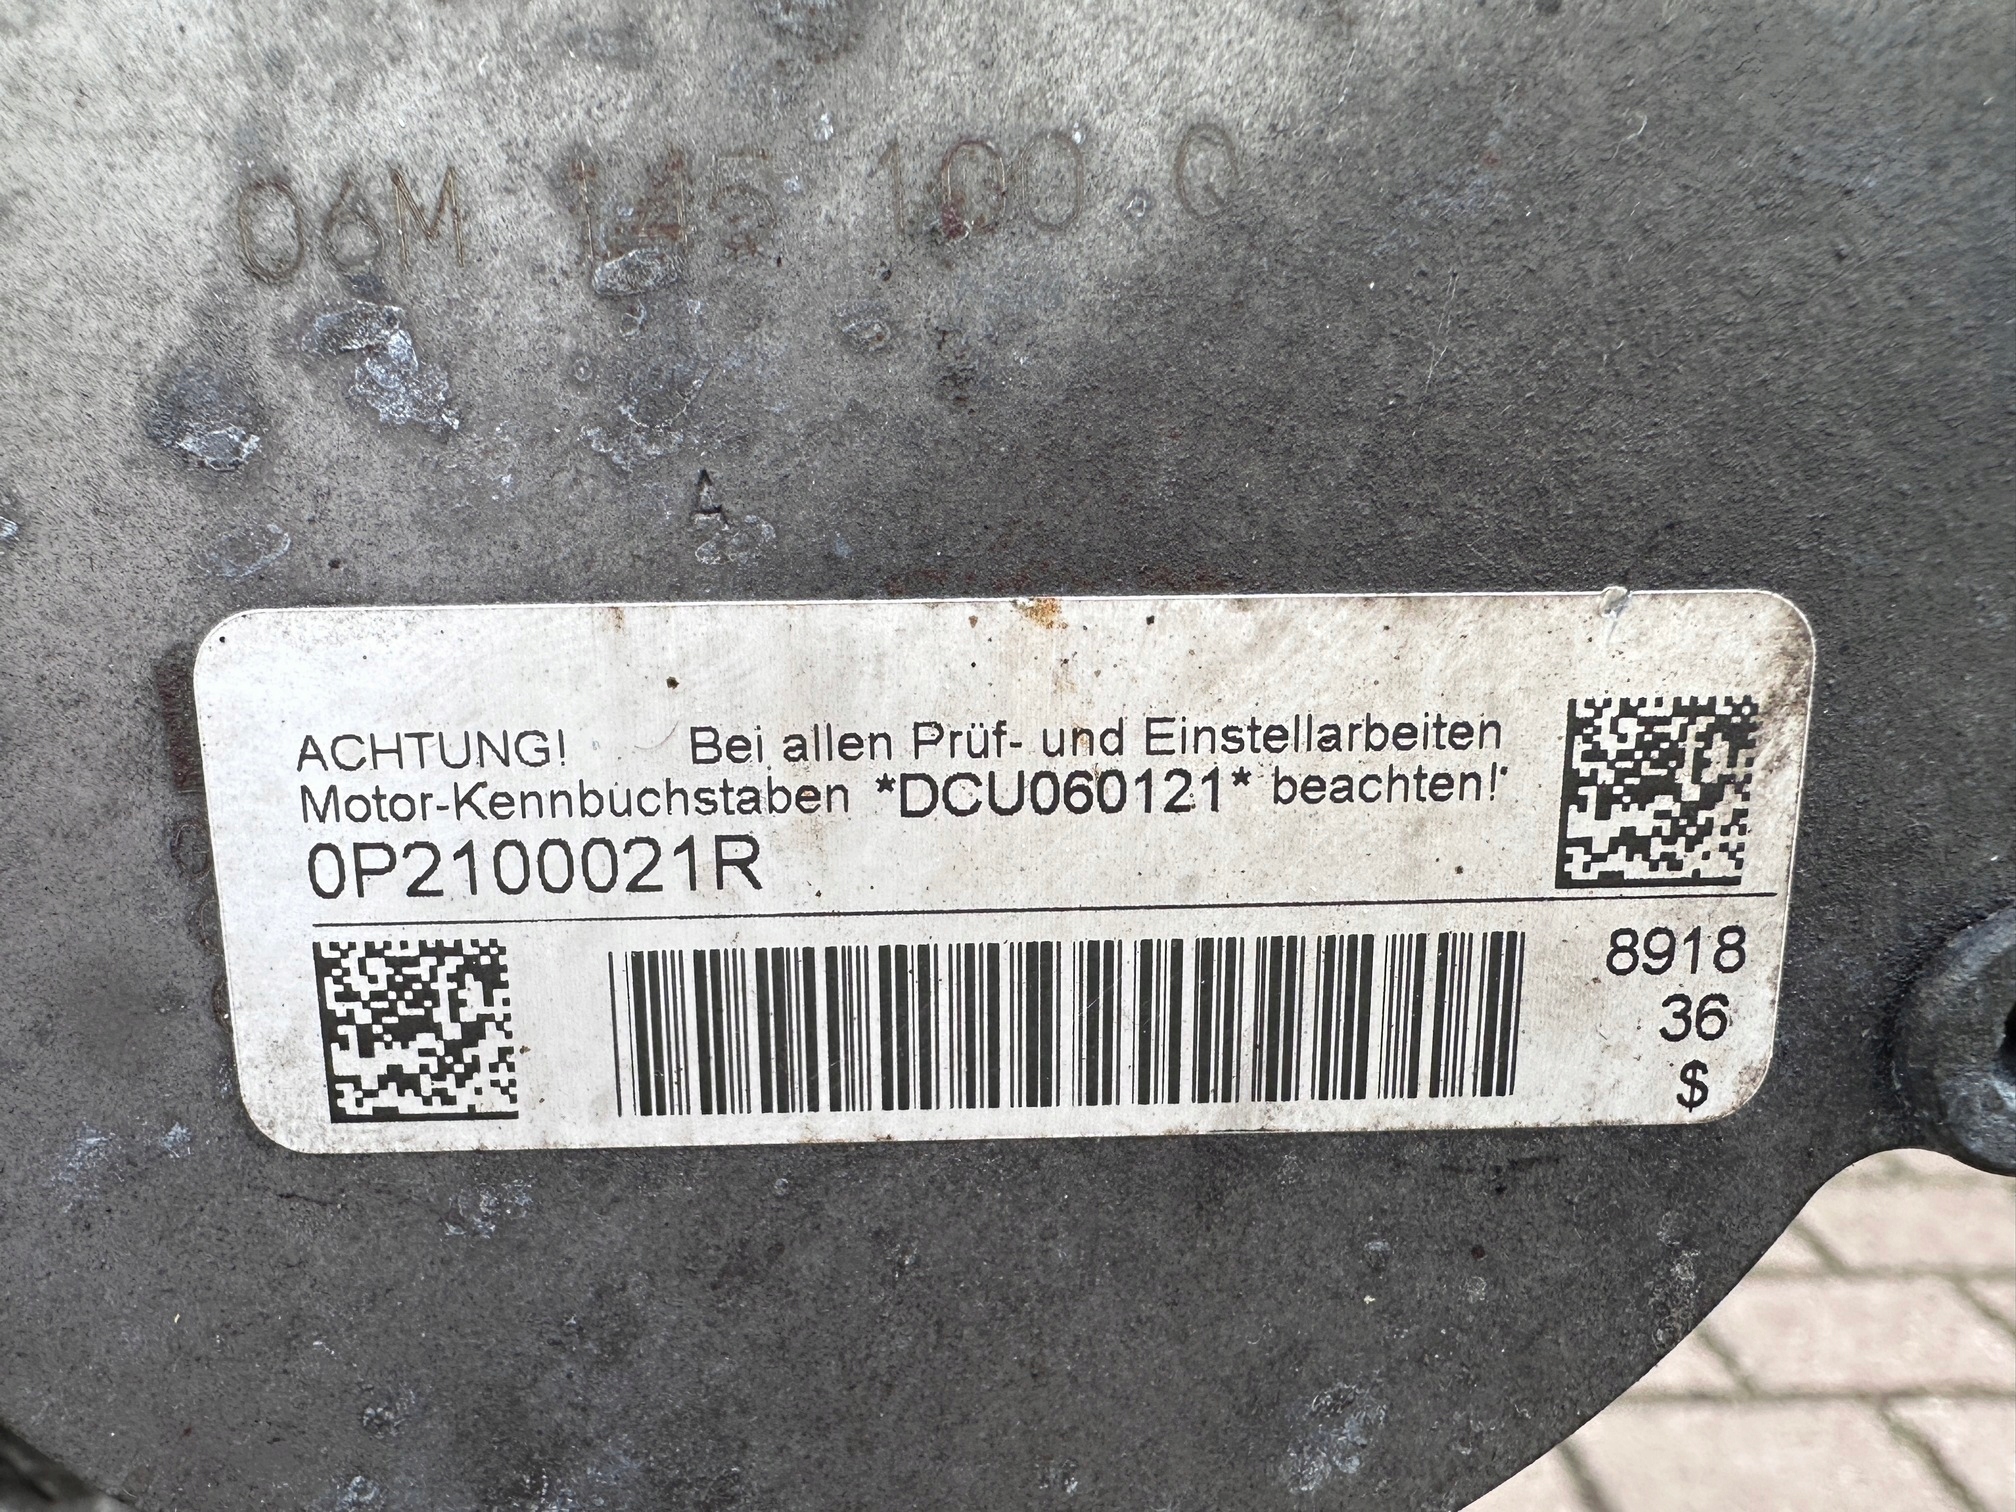 06M 145 100 Q
A
ACHTUNG! Bei allen Prüf- und Einstellarbeiten
Motor-Kennbuchstaben *DCU060121* beachten!
0P2100021R
8918
36
$